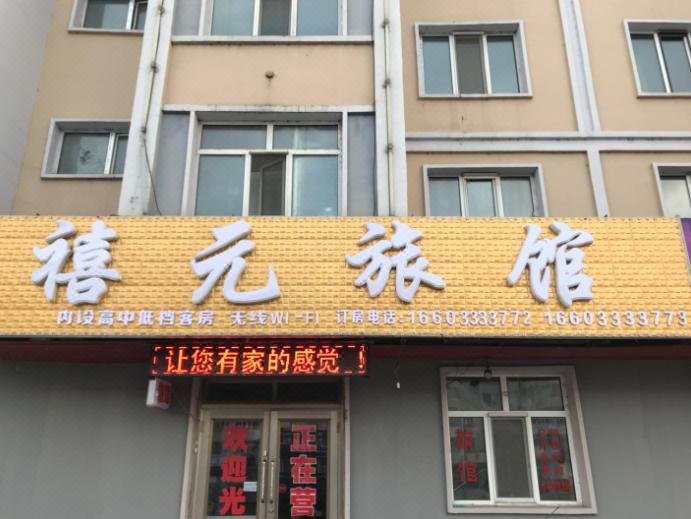 禧元旅馆
内设高中低档客房 无线WI-FI 订房电话:16603333772 16603333773
让您有家的感觉
欢迎光
正在营
旅馆